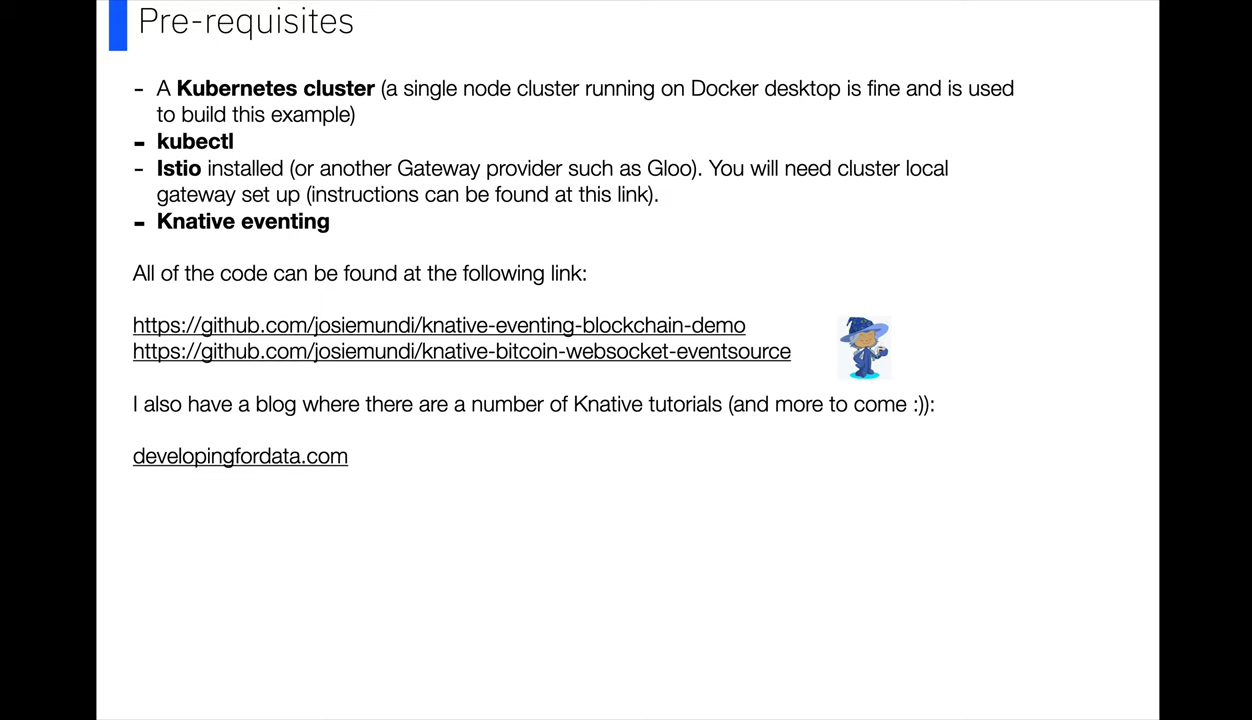 Pre-requisites
- A Kubernetes cluster (a single node cluster running on Docker desktop is fine and is used
to build this example)
- kubectl
- Istio installed (or another Gateway provider such as Gloo). You will need cluster local
gateway set up (instructions can be found at this link).
- Knative eventing
All of the code can be found at the following link:
https://github.com/josiemundi/knative-eventing-blockchain-demo
https://github.com/josiemundi/knative-bitcoin-websocket-eventsource
I also have a blog where there are a number of Knative tutorials (and more to come :)):
developingfordata.com